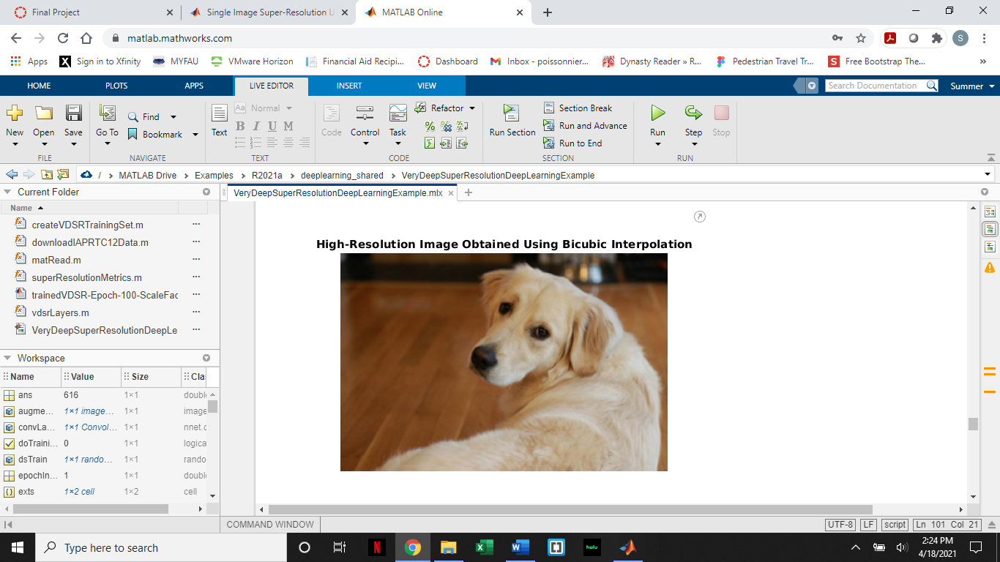 Final Project
Single Image Super-Resolution U
MATLAB Online
matlab.mathworks.com
S
Apps
Sign in to Xfinity
MYFAU
VMware Horizon
Financial Aid Recipi...
Dashboard
Inbox - poissonnier...
Dynasty Reader » R...
Pedestrian Travel Tr...
S
Free Bootstrap The...
»
HOME PLOTS APPS LIVE EDITOR INSERT VIEW
Search Documentation
Summer
New Open Save
Go To
Find
Bookmark
Text
Aa Normal
B I U M
Code Control Task
Refactor
Run Section
Section Break
Run and Advance
Run to End
Run Step Stop
FILE NAVIGATE TEXT CODE SECTION RUN
/ MATLAB Drive Examples R2021a deeplearning_shared VeryDeepSuperResolutionDeepLearningExample
Current Folder
Name
createVDSRTrainingSet.m
downloadIAPRTC12Data.m
matRead.m
superResolutionMetrics.m
trainedVDSR-Epoch-100-ScaleFac
vdsrLayers.m
VeryDeepSuperResolutionDeepLe
Workspace
Name Value Size Cla
ans 616 1×1 double
augme... 1×1 image... 1×1 image
convLa... 1×1 Convol... 1×1 nnet.c
doTraini... 0 1×1 logica
dsTrain 1×1 rando... 1×1 rando
epochIn... 1 1×1 double
exts 1×2 cell 1×2 cell
VeryDeepSuperResolutionDeepLearningExample.mlx
High-Resolution Image Obtained Using Bicubic Interpolation
COMMAND WINDOW
UTF-8 LF script Ln 101 Col 21
Type here to search
N
hulu
2:24 PM
4/18/2021